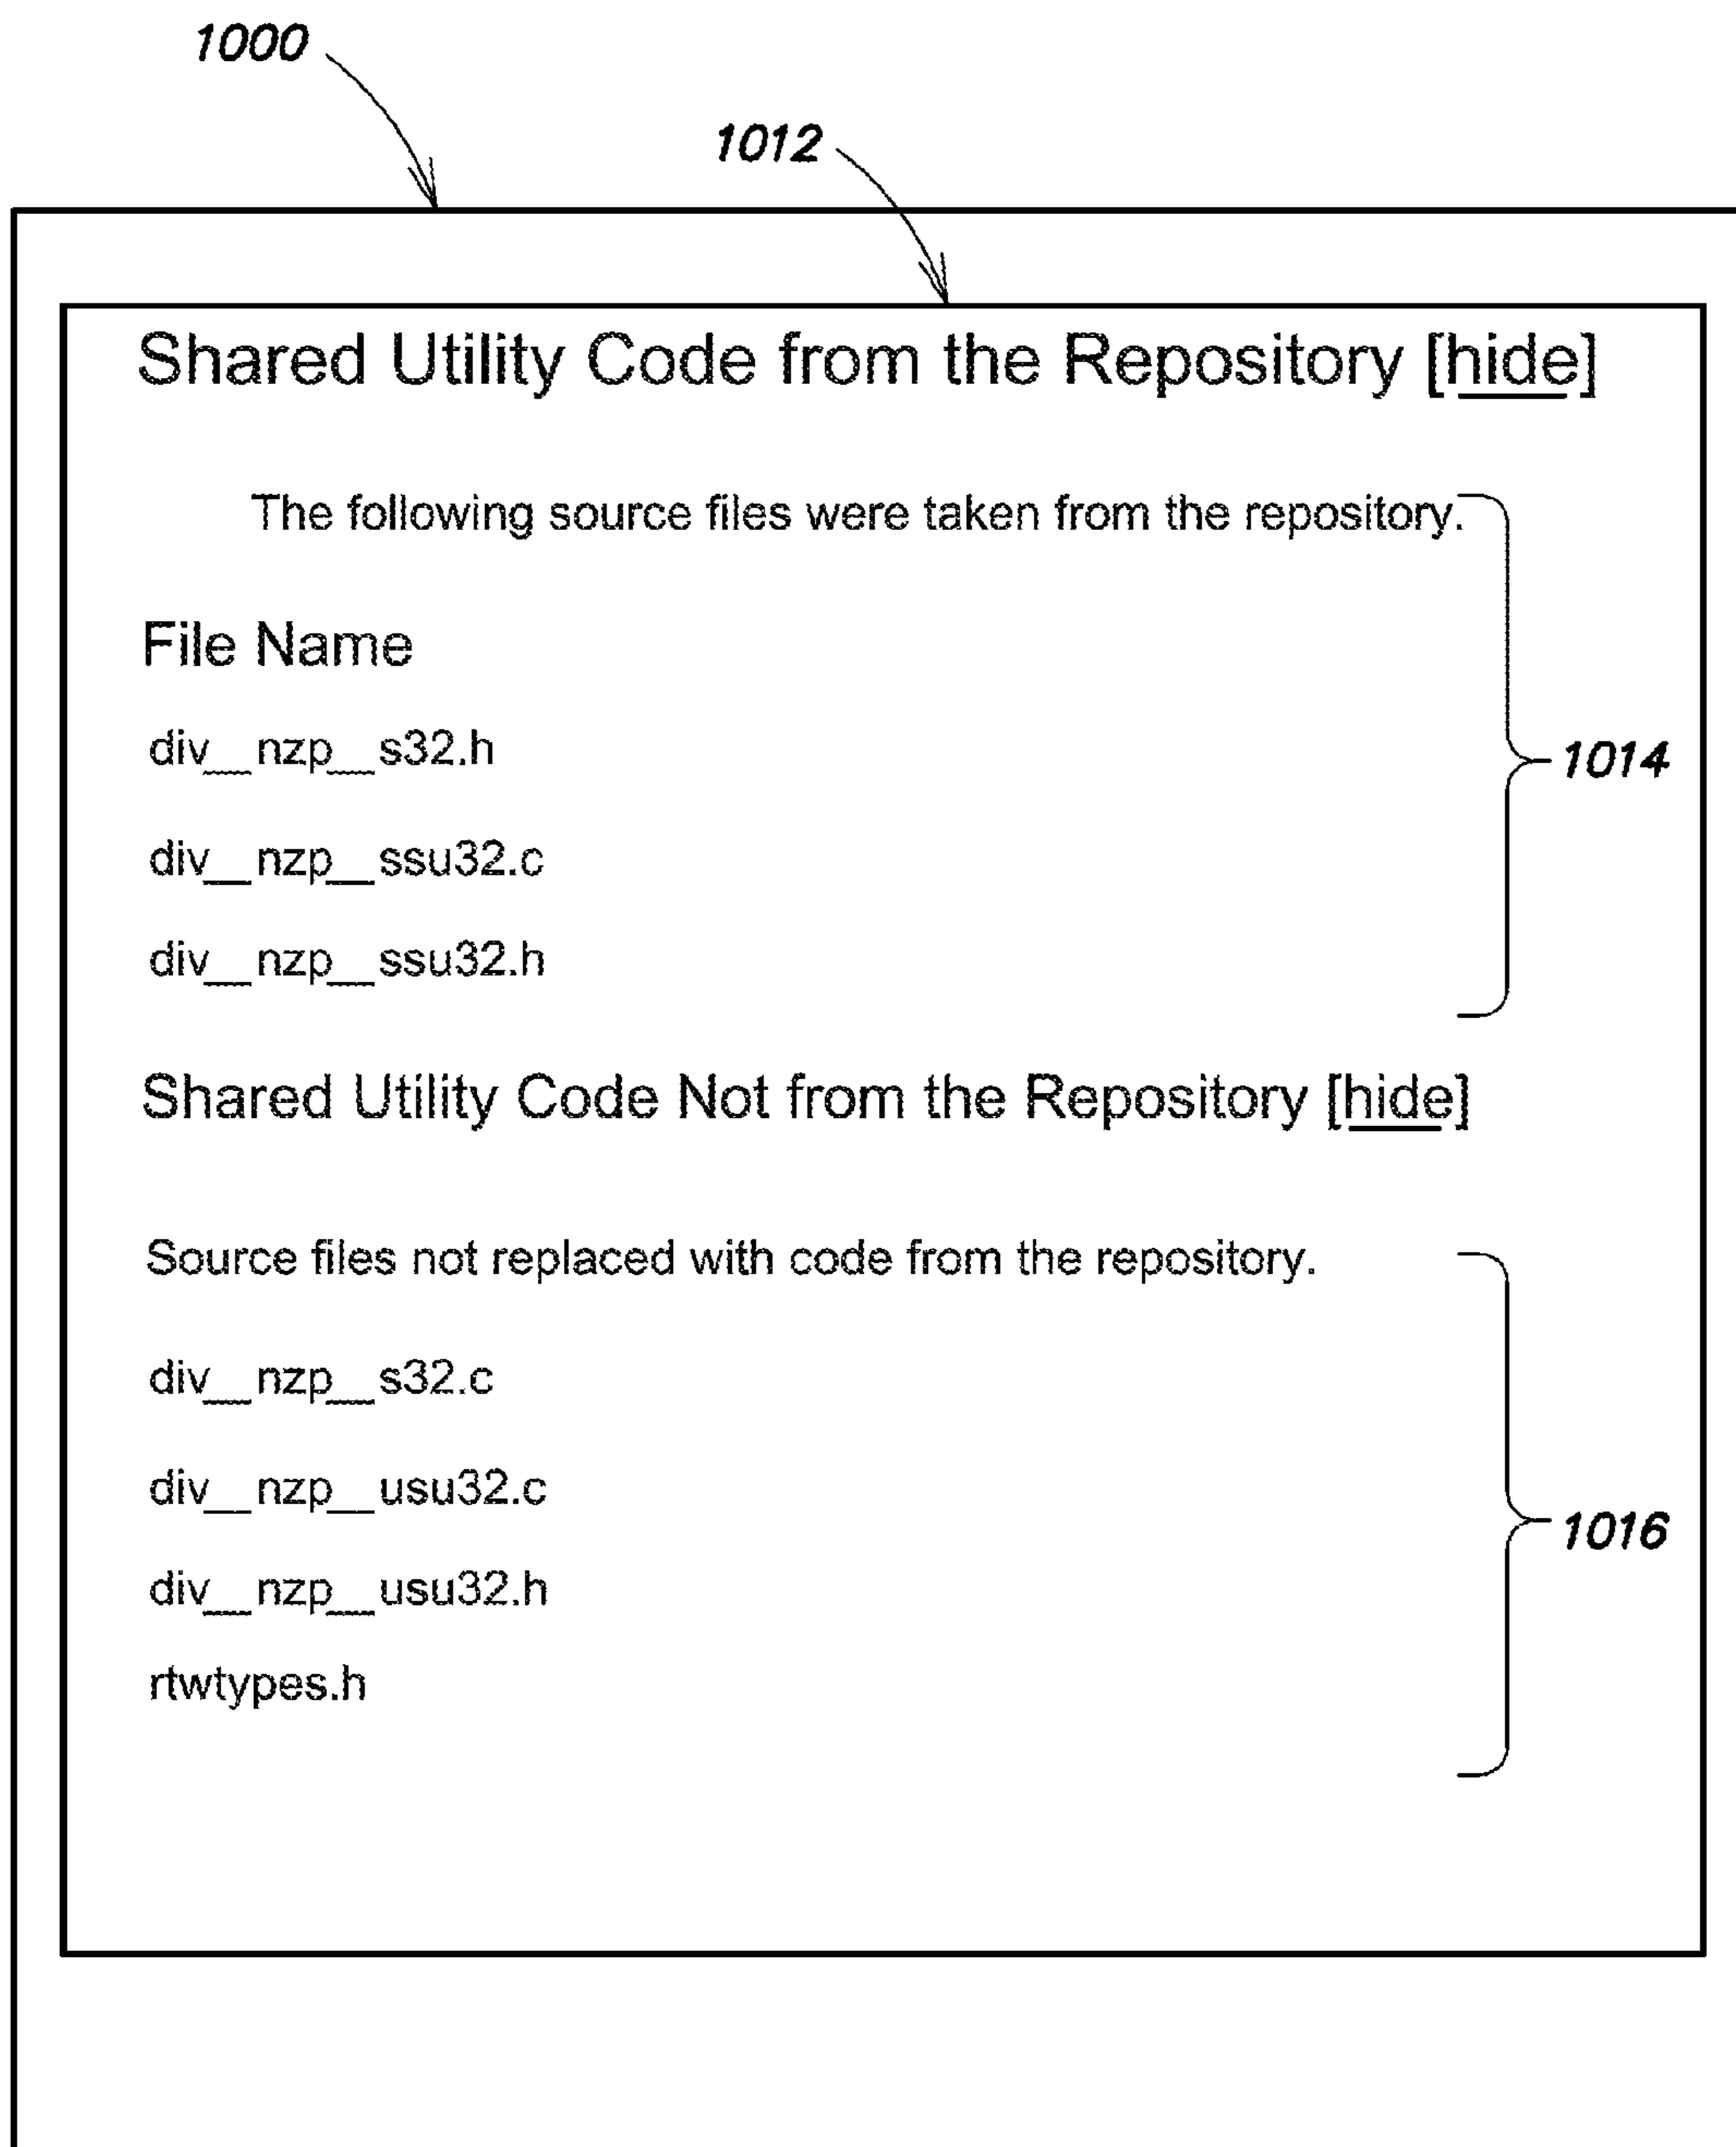 1000
1012
Shared Utility Code from the Repository [hide]
The following source files were taken from the repository.
File Name
div__nzp__s32.h
1014
div__nzp__ssu32.c
div__nzp__ssu32.h
Shared Utility Code Not from the Repository [hide]
Source files not replaced with code from the repository.
div__nzp__s32.c
div__nzp__usu32.c
1016
div__nzp__usu32.h
rtwtypes.h